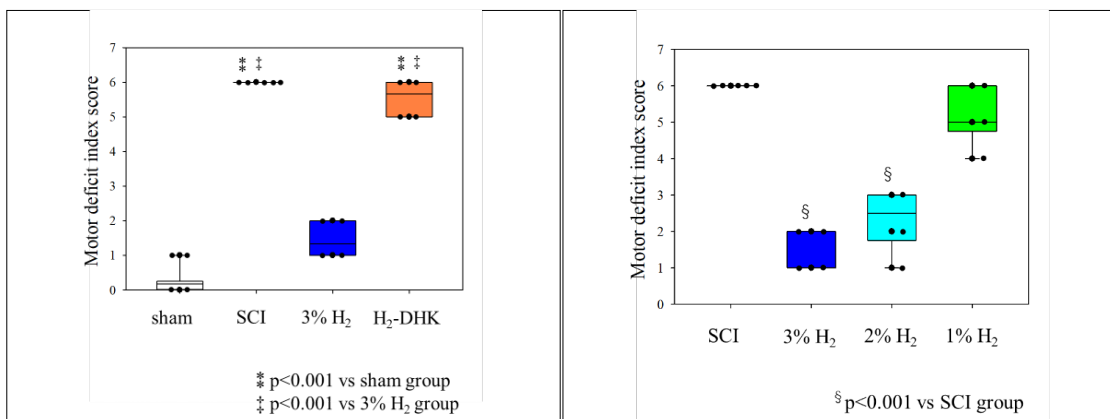 Motor deficit index score
7
6
5
4
3
2
1
0
⁑ ‡
⁑ ‡
sham SCI 3% H₂ H₂-DHK
⁑ p<0.001 vs sham group
‡ p<0.001 vs 3% H₂ group
Motor deficit index score
7
6
5
4
3
2
1
0
§
§
SCI 3% H₂ 2% H₂ 1% H₂
§ p<0.001 vs SCI group